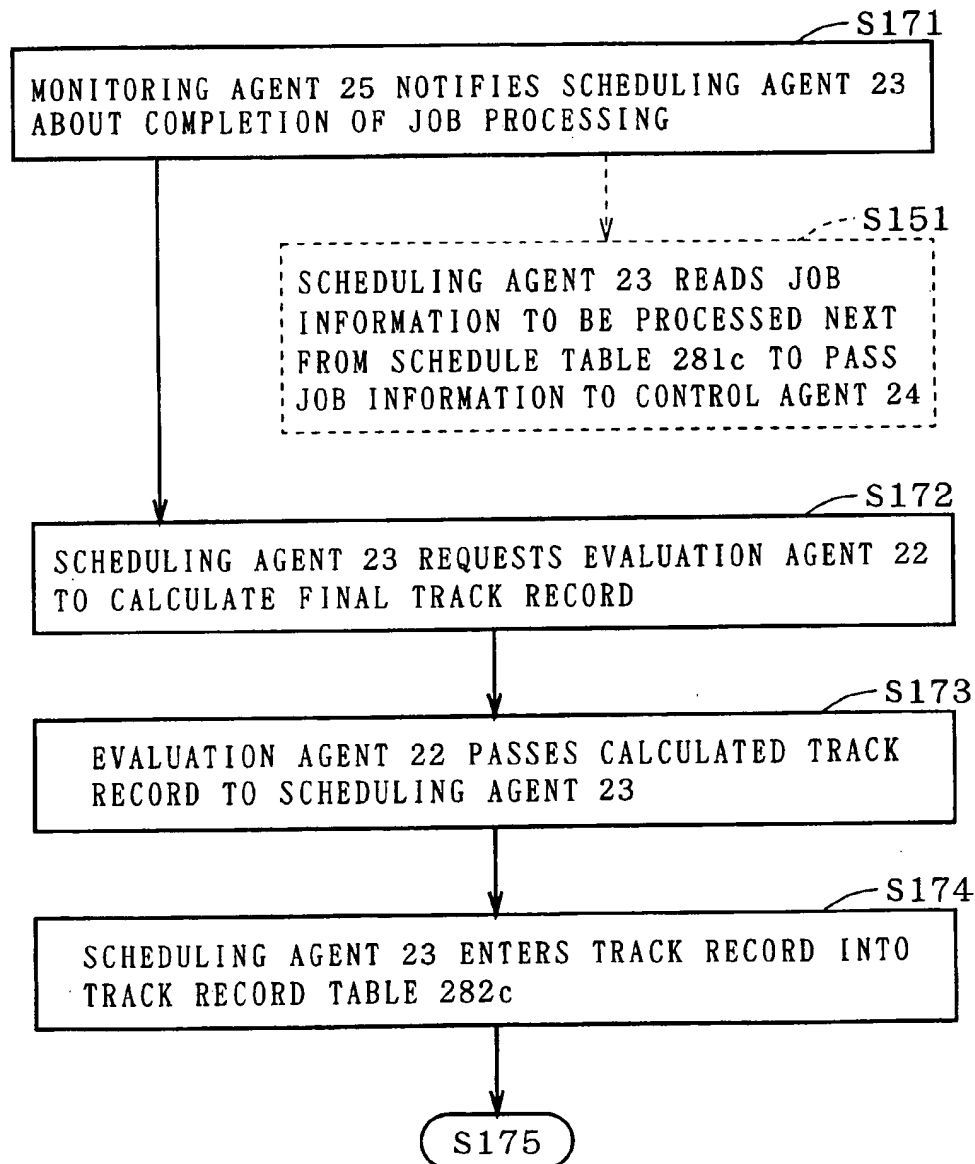 S171
MONITORING AGENT 25 NOTIFIES SCHEDULING AGENT 23
ABOUT COMPLETION OF JOB PROCESSING
S151
SCHEDULING AGENT 23 READS JOB
INFORMATION TO BE PROCESSED NEXT
FROM SCHEDULE TABLE 281c TO PASS
JOB INFORMATION TO CONTROL AGENT 24
S172
SCHEDULING AGENT 23 REQUESTS EVALUATION AGENT 22
TO CALCULATE FINAL TRACK RECORD
S173
EVALUATION AGENT 22 PASSES CALCULATED TRACK
RECORD TO SCHEDULING AGENT 23
S174
SCHEDULING AGENT 23 ENTERS TRACK RECORD INTO
TRACK RECORD TABLE 282c
S175